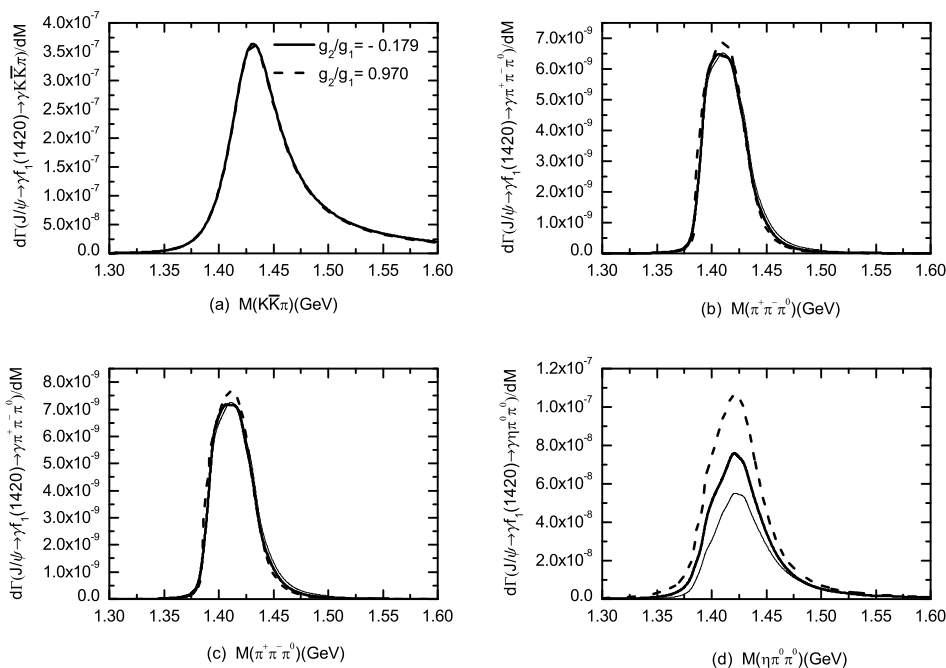 dΓ(J/ψ→γf₁(1420)→γKK̅π)/dM
4.0x10⁻⁷
3.5x10⁻⁷
3.0x10⁻⁷
2.5x10⁻⁷
2.0x10⁻⁷
1.5x10⁻⁷
1.0x10⁻⁷
5.0x10⁻⁸
0.0
g₂/g₁= - 0.179
g₂/g₁= 0.970
1.30 1.35 1.40 1.45 1.50 1.55 1.60
(a) M(KK̅π)(GeV)
dΓ(J/ψ→γf₁(1420)→γπ⁺π⁻π⁰)/dM
7.0x10⁻⁹
6.0x10⁻⁹
5.0x10⁻⁹
4.0x10⁻⁹
3.0x10⁻⁹
2.0x10⁻⁹
1.0x10⁻⁹
0.0
1.30 1.35 1.40 1.45 1.50 1.55 1.60
(b) M(π⁺π⁻π⁰)(GeV)
dΓ(J/ψ→γf₁(1420)→γπ⁺π⁻π⁰)/dM
8.0x10⁻⁹
7.0x10⁻⁹
6.0x10⁻⁹
5.0x10⁻⁹
4.0x10⁻⁹
3.0x10⁻⁹
2.0x10⁻⁹
1.0x10⁻⁹
0.0
1.30 1.35 1.40 1.45 1.50 1.55 1.60
(c) M(π⁺π⁻π⁰)(GeV)
dΓ(J/ψ→γf₁(1420)→γηπ⁰π⁰)/dM
1.2x10⁻⁷
1.0x10⁻⁷
8.0x10⁻⁸
6.0x10⁻⁸
4.0x10⁻⁸
2.0x10⁻⁸
0.0
1.30 1.35 1.40 1.45 1.50 1.55 1.60
(d) M(ηπ⁰π⁰)(GeV)